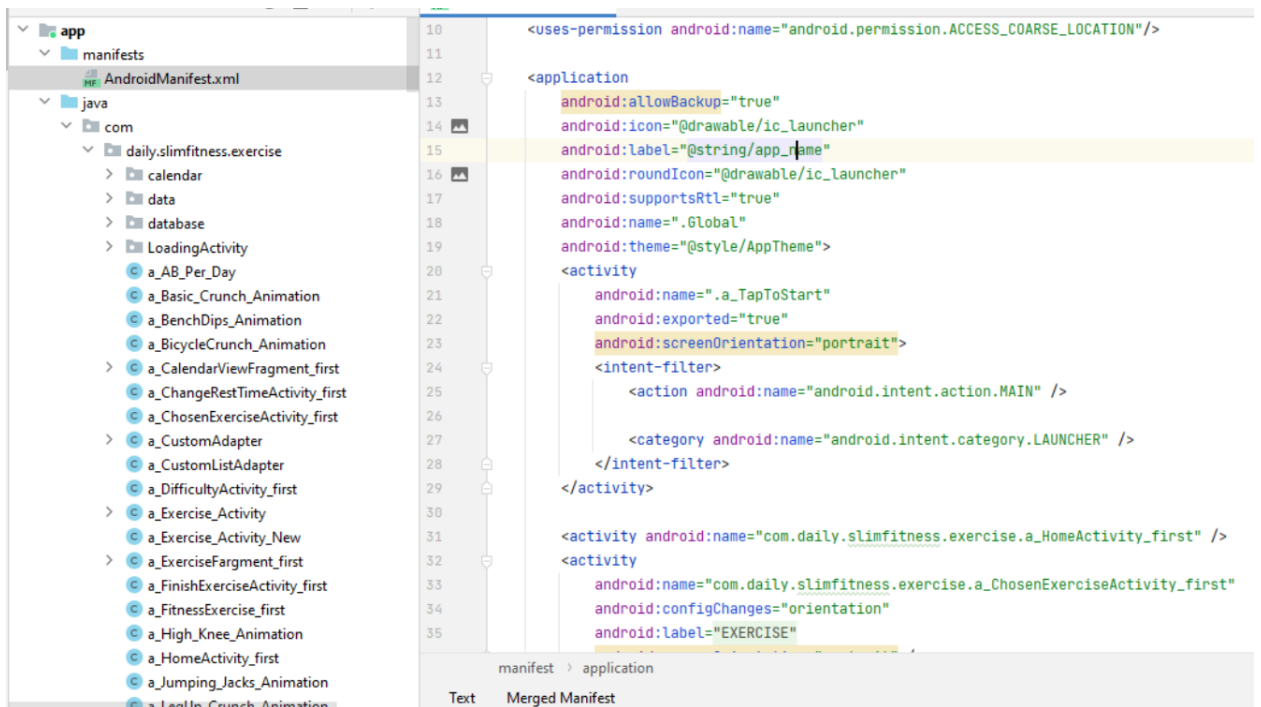 app
manifests
AndroidManifest.xml
java
com
daily.slimfitness.exercise
calendar
data
database
LoadingActivity
a_AB_Per_Day
a_Basic_Crunch_Animation
a_BenchDips_Animation
a_BicycleCrunch_Animation
a_CalendarViewFragment_first
a_ChangeRestTimeActivity_first
a_ChosenExerciseActivity_first
a_CustomAdapter
a_CustomListAdapter
a_DifficultyActivity_first
a_Exercise_Activity
a_Exercise_Activity_New
a_ExerciseFargment_first
a_FinishExerciseActivity_first
a_FitnessExercise_first
a_High_Knee_Animation
a_HomeActivity_first
a_Jumping_Jacks_Animation
a_LegUp_Crunch_Animation
10 <uses-permission android:name="android.permission.ACCESS_COARSE_LOCATION"/>
11
12 <application
13 android:allowBackup="true"
14 android:icon="@drawable/ic_launcher"
15 android:label="@string/app_name"
16 android:roundIcon="@drawable/ic_launcher"
17 android:supportsRtl="true"
18 android:name=".Global"
19 android:theme="@style/AppTheme">
20 <activity
21 android:name=".a_TapToStart"
22 android:exported="true"
23 android:screenOrientation="portrait">
24 <intent-filter>
25 <action android:name="android.intent.action.MAIN" />
26
27 <category android:name="android.intent.category.LAUNCHER" />
28 </intent-filter>
29 </activity>
30
31 <activity android:name="com.daily.slimfitness.exercise.a_HomeActivity_first" />
32 <activity
33 android:name="com.daily.slimfitness.exercise.a_ChosenExerciseActivity_first"
34 android:configChanges="orientation"
35 android:label="EXERCISE"
manifest > application
Text Merged Manifest